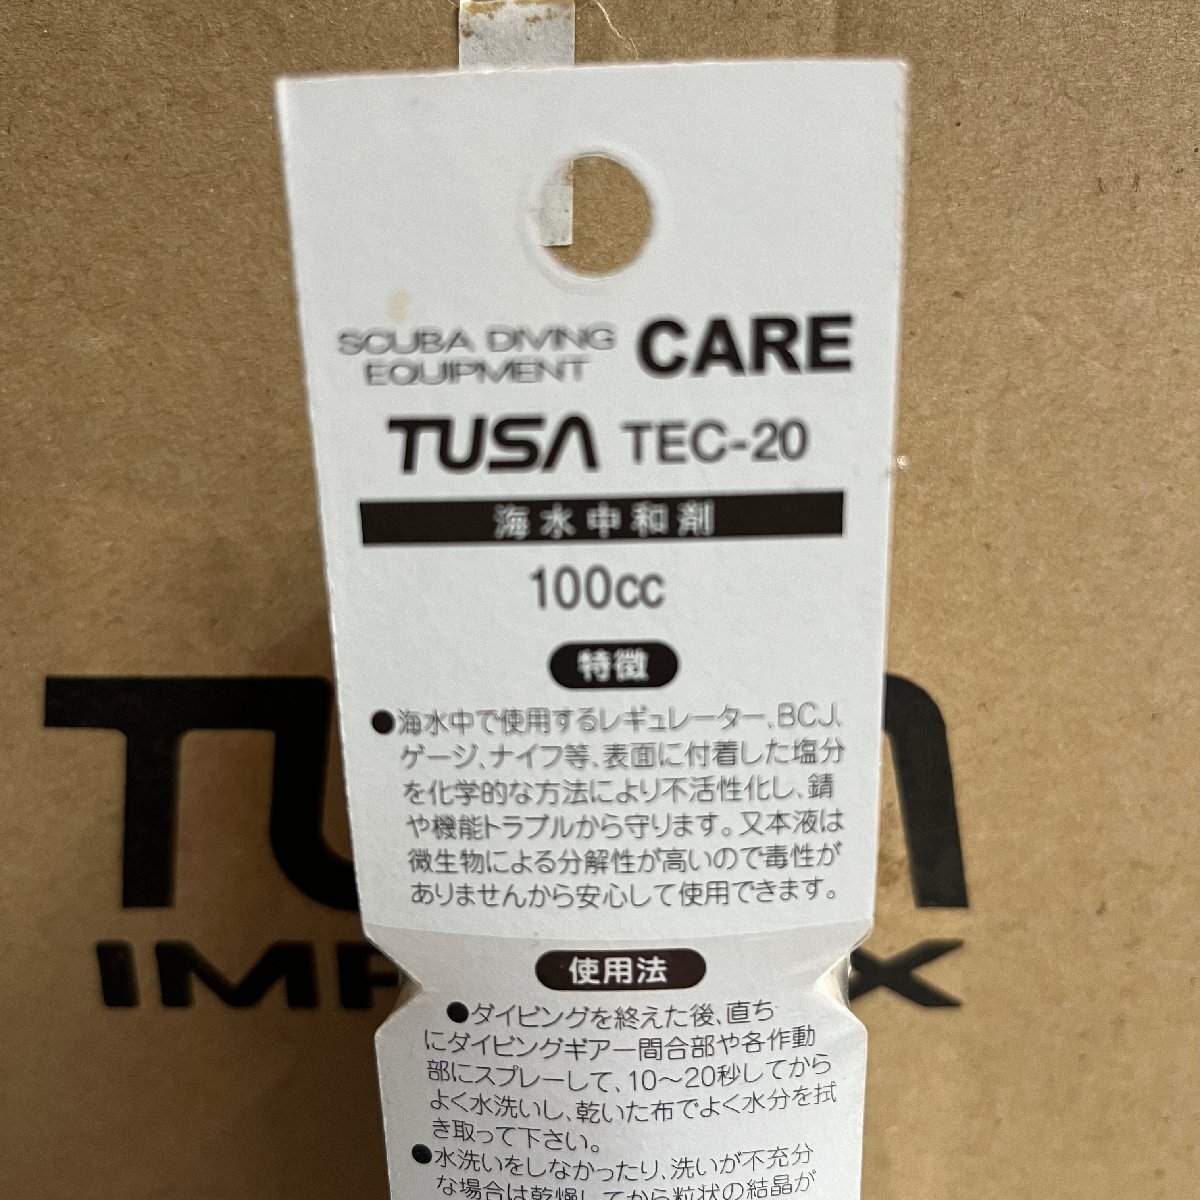 SCUBA DIVING
EQUIPMENT CARE
TUSA TEC-20
海水中和剤
100cc
特徴
●海水中で使用するレギュレーター、BCJ、
ゲージ、ナイフ等、表面に付着した塩分
を化学的な方法により不活性化し、錆
や機能トラブルから守ります。又本液は
微生物による分解性が高いので毒性が
ありませんから安心して使用できます。
使用法
●ダイビングを終えた後、直ち
にダイビングギアー間合部や各作動
部にスプレーして、10〜20秒してから
よく水洗いし、乾いた布でよく水分を拭
き取って下さい。
●水洗いをしなかったり、洗いが不充分
な場合は乾燥してから粒状の結晶が